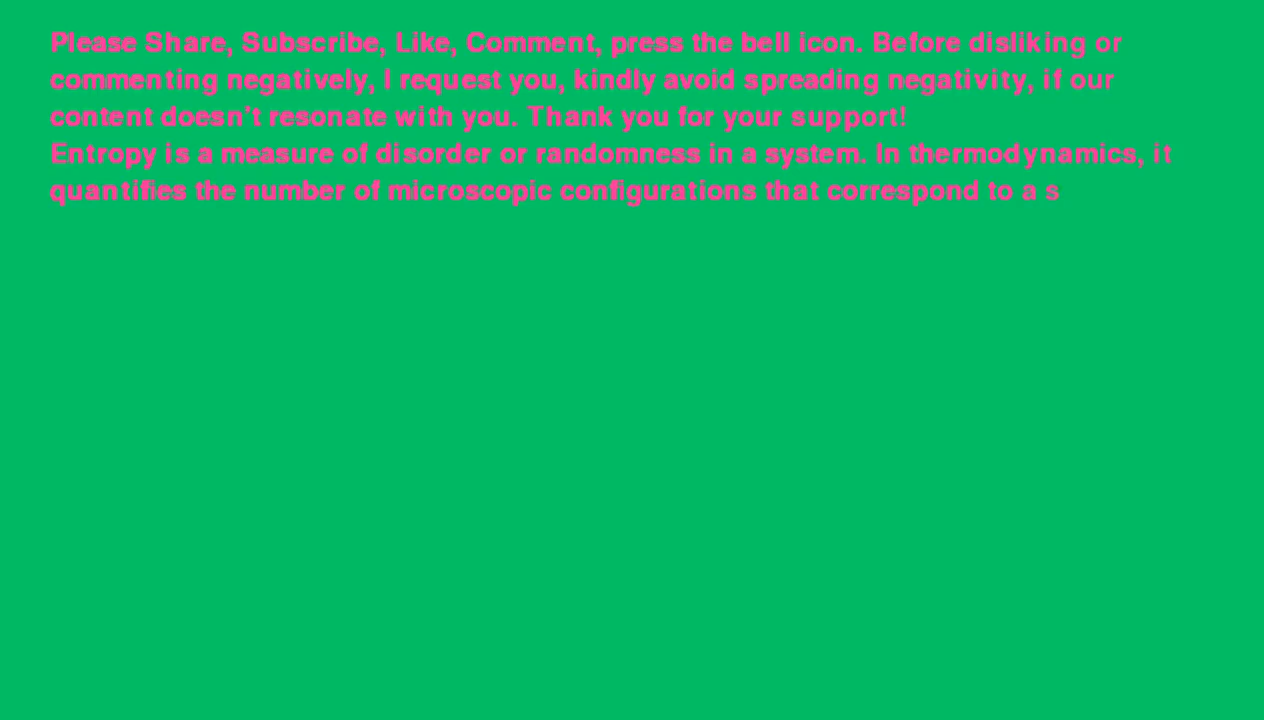 Please Share, Subscribe, Like, Comment, press the bell icon. Before disliking or
commenting negatively, I request you, kindly avoid spreading negativity, if our
content doesn't resonate with you. Thank you for your support!
Entropy is a measure of disorder or randomness in a system. In thermodynamics, it
quantifies the number of microscopic configurations that correspond to a s